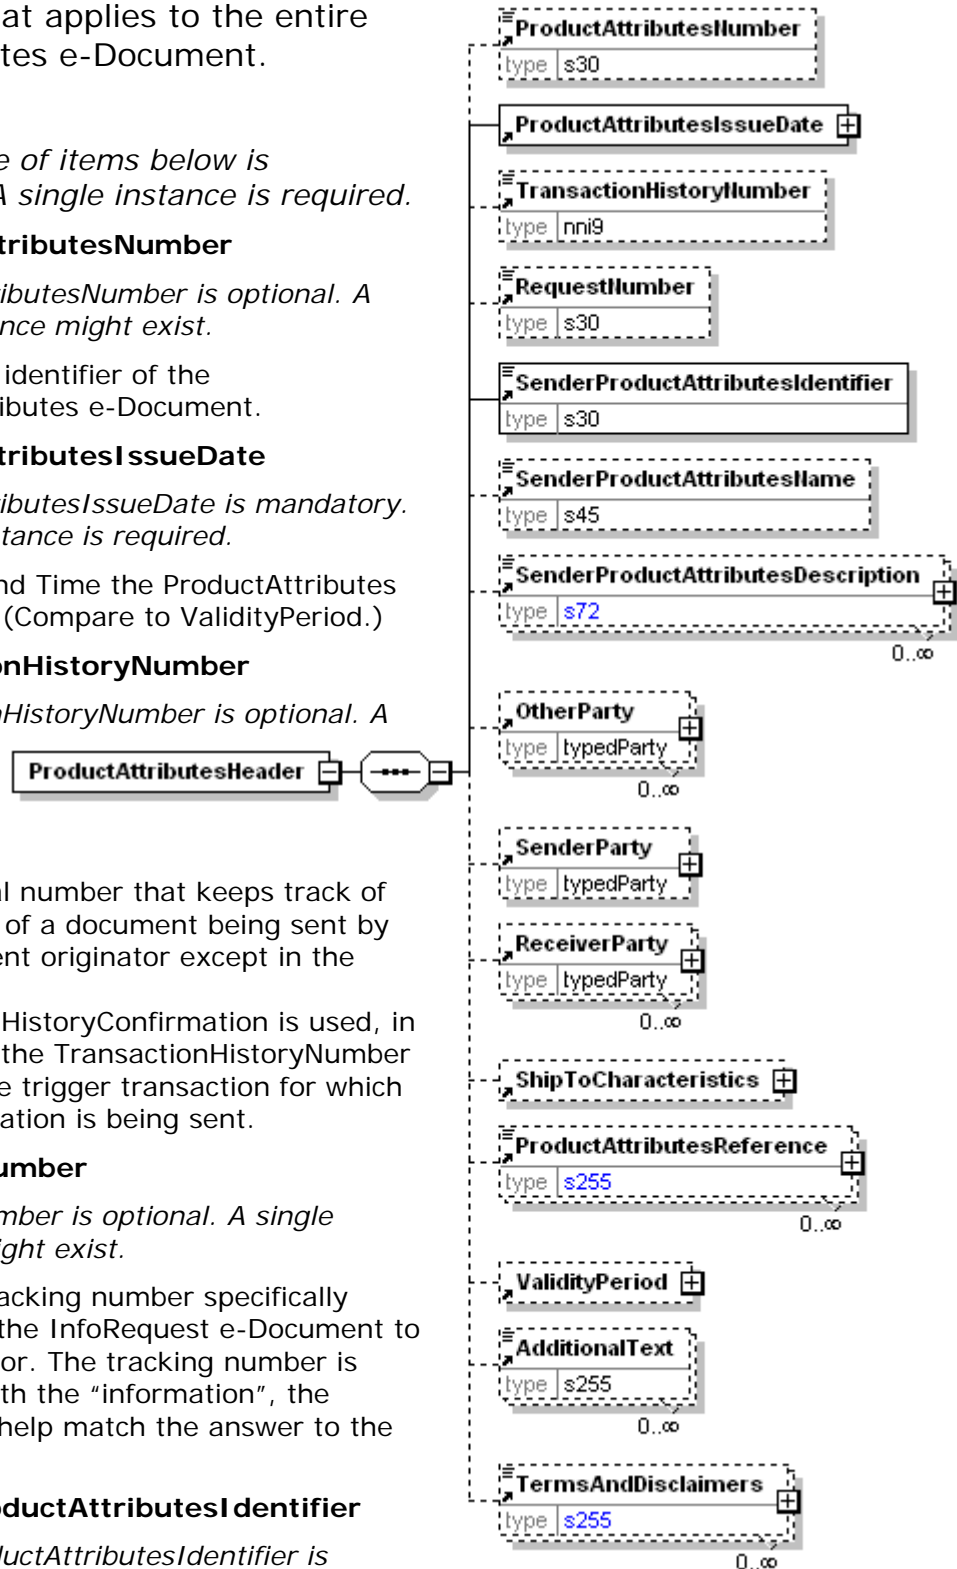 at applies to the entire
tes e-Document.
e of items below is
A single instance is required.
tributesNumber
ributesNumber is optional. A
nce might exist.
identifier of the
ributes e-Document.
tributesIssueDate
ributesIssueDate is mandatory.
tance is required.
nd Time the ProductAttributes
(Compare to ValidityPeriod.)
onHistoryNumber
nHistoryNumber is optional. A
ProductAttributesHeader
al number that keeps track of
of a document being sent by
ent originator except in the
HistoryConfirmation is used, in
the TransactionHistoryNumber
e trigger transaction for which
ation is being sent.
umber
mber is optional. A single
ight exist.
acking number specifically
the InfoRequest e-Document to
or. The tracking number is
th the “information”, the
help match the answer to the
oductAttributesIdentifier
ductAttributesIdentifier is
ProductAttributesNumber
type s30
ProductAttributesIssueDate
TransactionHistoryNumber
type nni9
RequestNumber
type s30
SenderProductAttributesIdentifier
type s30
SenderProductAttributesName
type s45
SenderProductAttributesDescription
type s72
0..∞
OtherParty
type typedParty
0..∞
SenderParty
type typedParty
ReceiverParty
type typedParty
0..∞
ShipToCharacteristics
ProductAttributesReference
type s255
0..∞
ValidityPeriod
AdditionalText
type s255
0..∞
TermsAndDisclaimers
type s255
0..∞